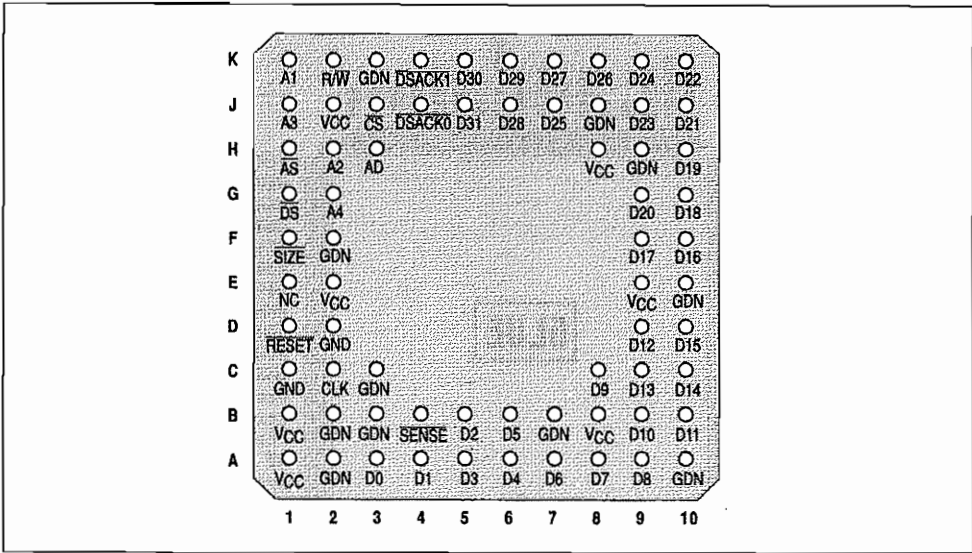 K
A1 R/W GDN DSACK1 D30 D29 D27 D26 D24 D22
J
A3 VCC CS DSACK0 D31 D28 D25 GDN D23 D21
H
AS A2 AD VCC GDN D19
G
DS A4 D20 D18
F
SIZE GDN D17 D16
E
NC VCC VCC GDN
D
RESET GND D12 D15
C
GND CLK GDN D9 D13 D14
B
VCC GDN GDN SENSE D2 D5 GDN VCC D10 D11
A
VCC GDN D0 D1 D3 D4 D6 D7 D8 GDN
1 2 3 4 5 6 7 8 9 10